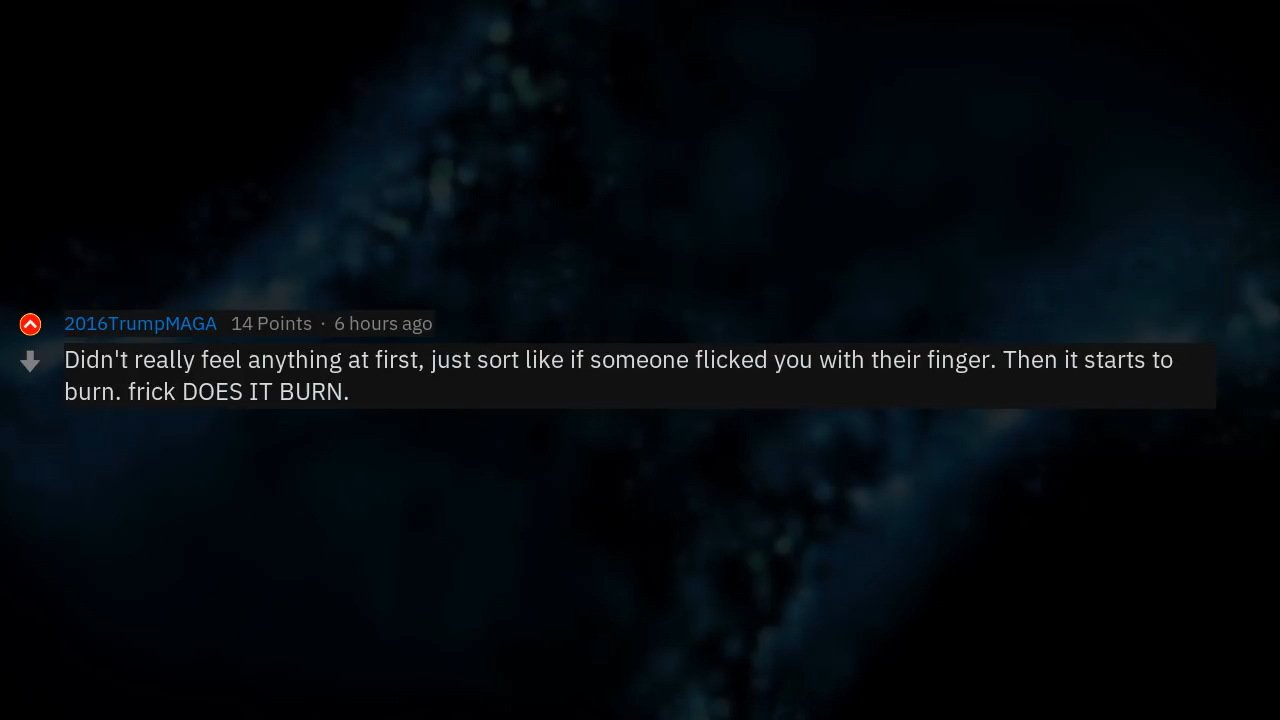 2016TrumpMAGA 14 Points · 6 hours ago
Didn't really feel anything at first, just sort like if someone flicked you with their finger. Then it starts to
burn. frick DOES IT BURN.